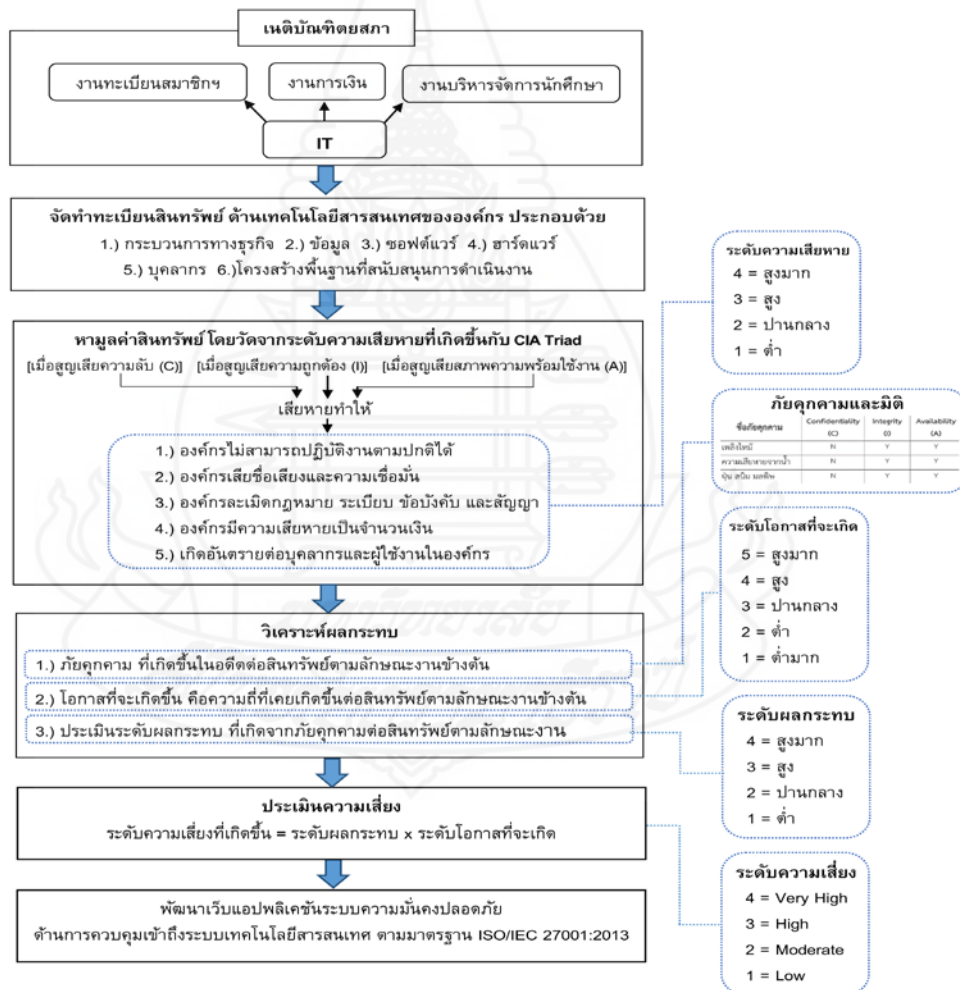 เนติบัณฑิตยสภา
งานทะเบียนสมาชิกฯ
งานการเงิน
งานบริหารจัดการนักศึกษา
IT
จัดทำทะเบียนสินทรัพย์ ด้านเทคโนโลยีสารสนเทศขององค์กร ประกอบด้วย
1.) กระบวนการทางธุรกิจ 2.) ข้อมูล 3.) ซอฟต์แวร์ 4.) ฮาร์ดแวร์
5.) บุคลากร 6.)โครงสร้างพื้นฐานที่สนับสนุนการดำเนินงาน
หามูลค่าสินทรัพย์ โดยวัดจากระดับความเสียหายที่เกิดขึ้นกับ CIA Triad
[เมื่อสูญเสียความลับ (C)] [เมื่อสูญเสียความถูกต้อง (I)] [เมื่อสูญเสียสภาพความพร้อมใช้งาน (A)]
เสียหายทำให้
1.) องค์กรไม่สามารถปฏิบัติงานตามปกติได้
2.) องค์กรเสียชื่อเสียงและความเชื่อมั่น
3.) องค์กรละเมิดกฎหมาย ระเบียบ ข้อบังคับ และสัญญา
4.) องค์กรมีความเสียหายเป็นจำนวนเงิน
5.) เกิดอันตรายต่อบุคลากรและผู้ใช้งานในองค์กร
วิเคราะห์ผลกระทบ
1.) ภัยคุกคาม ที่เกิดขึ้นในอดีตต่อสินทรัพย์ตามลักษณะงานข้างต้น
2.) โอกาสที่จะเกิดขึ้น คือความถี่ที่เคยเกิดขึ้นต่อสินทรัพย์ตามลักษณะงานข้างต้น
3.) ประเมินระดับผลกระทบ ที่เกิดจากภัยคุกคามต่อสินทรัพย์ตามลักษณะงาน
ประเมินความเสี่ยง
ระดับความเสี่ยงที่เกิดขึ้น = ระดับผลกระทบ x ระดับโอกาสที่จะเกิด
พัฒนาเว็บแอปพลิเคชันระบบความมั่นคงปลอดภัย
ด้านการควบคุมเข้าถึงระบบเทคโนโลยีสารสนเทศ ตามมาตรฐาน ISO/IEC 27001:2013
ระดับความเสียหาย
4 = สูงมาก
3 = สูง
2 = ปานกลาง
1 = ต่ำ
ภัยคุกคามและมิติ
ชื่อภัยคุกคาม Confidentiality (C) Integrity (I) Availability (A)
เพลิงไหม้ N Y Y
ความเสียหายจากน้ำ N Y Y
ฝุ่น สนิม มลพิษ N Y Y
ระดับโอกาสที่จะเกิด
5 = สูงมาก
4 = สูง
3 = ปานกลาง
2 = ต่ำ
1 = ต่ำมาก
ระดับผลกระทบ
4 = สูงมาก
3 = สูง
2 = ปานกลาง
1 = ต่ำ
ระดับความเสี่ยง
4 = Very High
3 = High
2 = Moderate
1 = Low